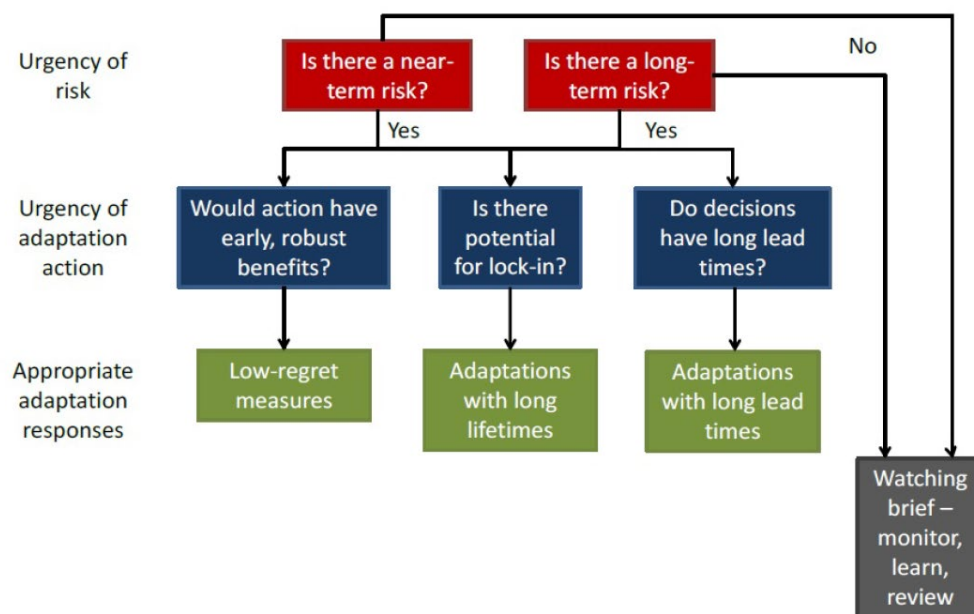 Urgency of
risk
Is there a near-
term risk?
Is there a long-
term risk?
No
Yes
Yes
Urgency of
adaptation
action
Would action have
early, robust
benefits?
Is there
potential
for lock-in?
Do decisions
have long lead
times?
Appropriate
adaptation
responses
Low-regret
measures
Adaptations
with long
lifetimes
Adaptations
with long lead
times
Watching
brief –
monitor,
learn,
review